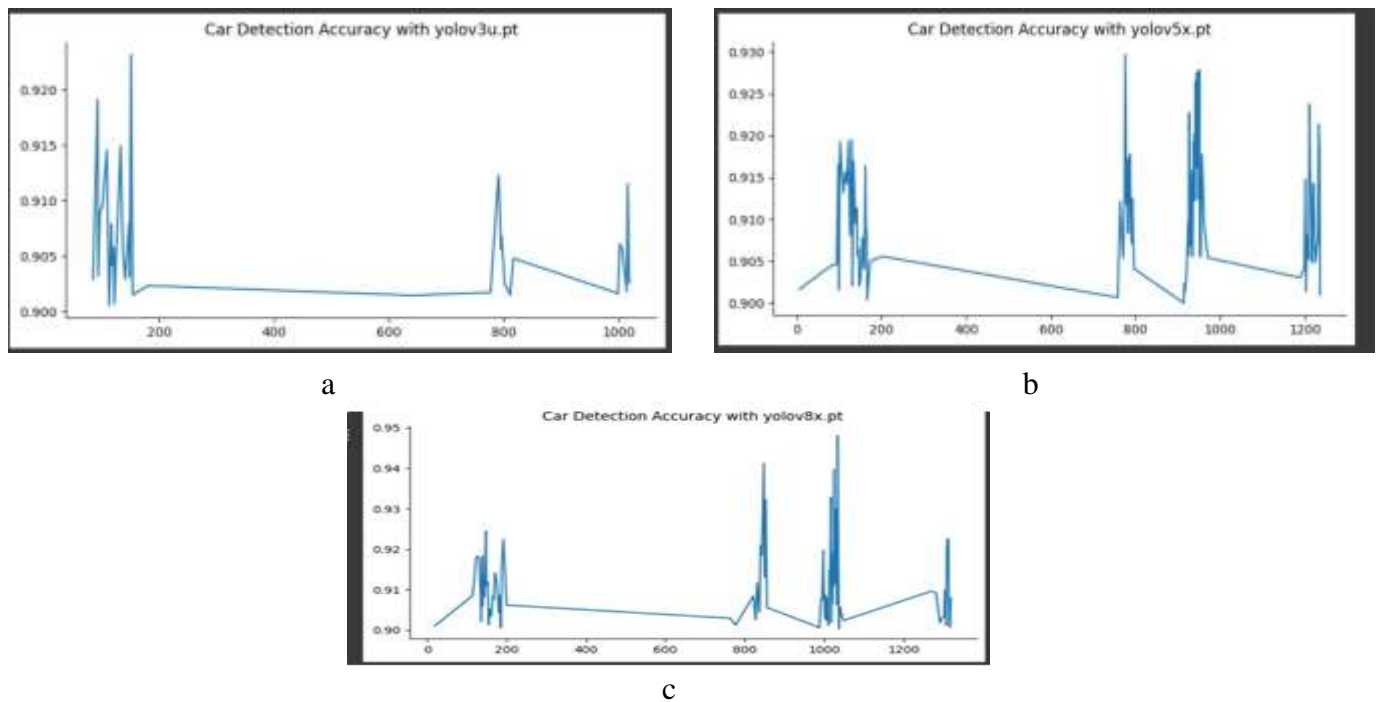 Car Detection Accuracy with yolov3u.pt
0.920
0.915
0.910
0.905
0.900
200 400 600 800 1000
a
Car Detection Accuracy with yolov5x.pt
0.930
0.925
0.920
0.915
0.910
0.905
0.900
0 200 400 600 800 1000 1200
b
Car Detection Accuracy with yolov8x.pt
0.95
0.94
0.93
0.92
0.91
0.90
0 200 400 600 800 1000 1200
c